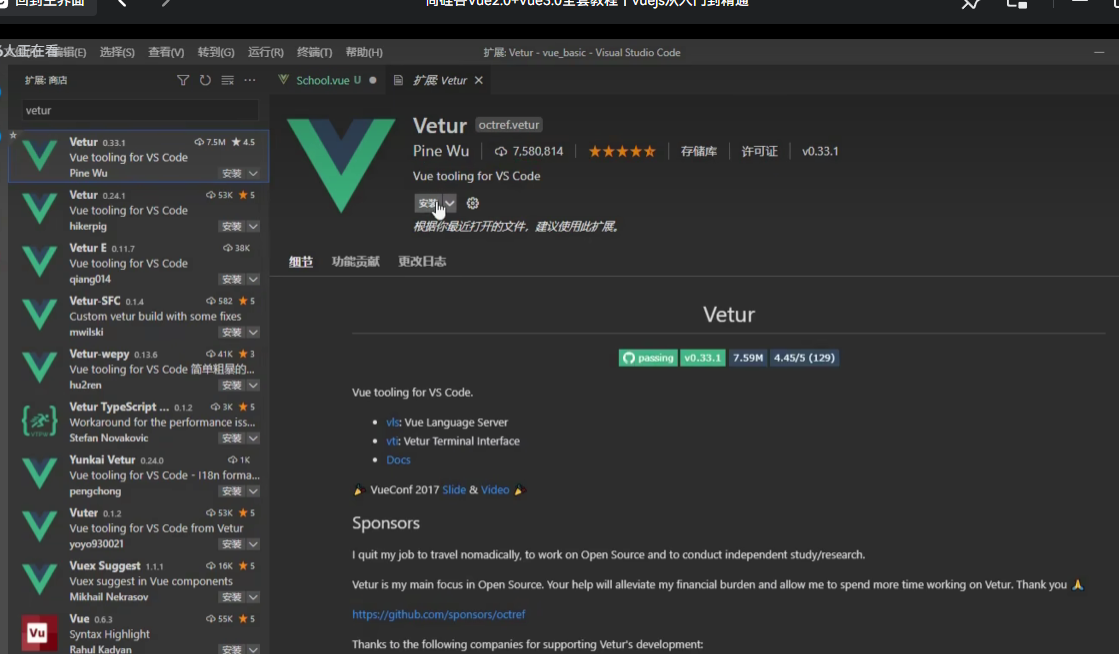 回到主界面
尚硅谷Vue2.0+Vue3.0全套教程丨vuejs从入门到精通
人正在看
编辑(E) 选择(S) 查看(V) 转到(G) 运行(R) 终端(T) 帮助(H)
扩展: Vetur - vue_basic - Visual Studio Code
扩展: 商店
School.vue U
扩展: Vetur
vetur
Vetur 0.33.1 7.5M 4.5
Vue tooling for VS Code
Pine Wu 安装
Vetur 0.24.1 53K 5
Vue tooling for VS Code
hikerpig 安装
Vetur E 0.11.7 38K
Vue tooling for VS Code
qiang014 安装
Vetur-SFC 0.1.4 582 5
Custom vetur build with some fixes
mwilski 安装
Vetur-wepy 0.13.6 41K 3
Vue tooling for VS Code 简单粗暴的...
hu2ren 安装
Vetur TypeScript ... 0.1.2 3K 5
Workaround for the performance iss...
Stefan Novakovic 安装
Yunkai Vetur 0.24.0 1K
Vue tooling for VS Code - I18n forma...
pengchong 安装
Vuter 0.1.2 53K 5
Vue tooling for VS Code from Vetur
yoyo930021 安装
Vuex Suggest 1.1.1 16K 5
Vuex suggest in Vue components
Mikhail Nekrasov 安装
Vu
Vue 0.6.3 55K 5
Syntax Highlight
Rahul Kadyan 安装
Vetur octref.vetur
Pine Wu 7,580,814 存储库 许可证 v0.33.1
Vue tooling for VS Code
安装
根据你最近打开的文件，建议使用此扩展。
细节 功能贡献 更改日志
Vetur
passing v0.33.1 7.59M 4.45/5 (129)
Vue tooling for VS Code.
vls: Vue Language Server
vti: Vetur Terminal Interface
Docs
VueConf 2017 Slide & Video
Sponsors
I quit my job to travel nomadically, to work on Open Source and to conduct independent study/research.
Vetur is my main focus in Open Source. Your help will alleviate my financial burden and allow me to spend more time working on Vetur. Thank you 🙏
https://github.com/sponsors/octref
Thanks to the following companies for supporting Vetur's development: